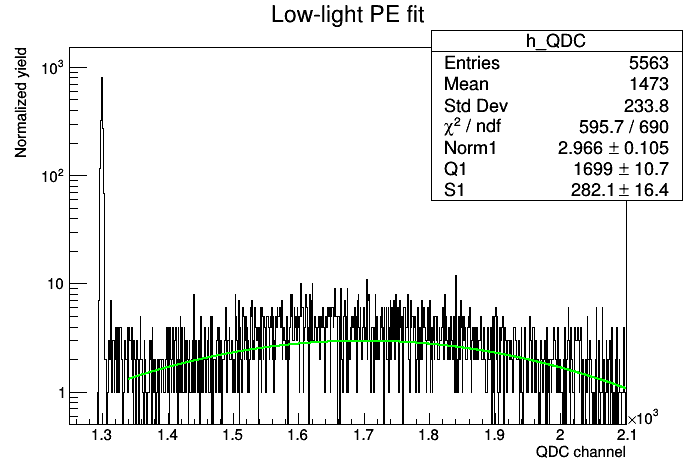 Low-light PE fit
h_QDC
Entries 5563
Mean 1473
Std Dev 233.8
χ² / ndf 595.7 / 690
Norm1 2.966 ± 0.105
Q1 1699 ± 10.7
S1 282.1 ± 16.4
Normalized yield
10³
10²
10
1
1.3 1.4 1.5 1.6 1.7 1.8 1.9 2 2.1
×10³
QDC channel